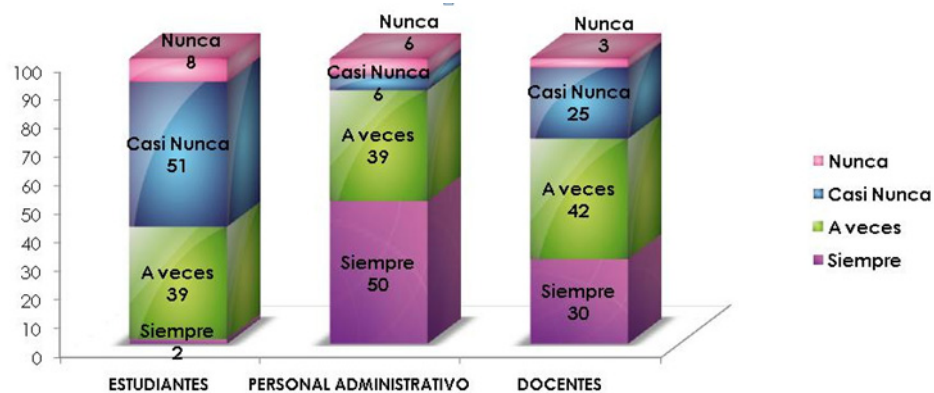 Nunca
8
Casi Nunca
51
A veces
39
Siempre
2
Nunca
6
Casi Nunca
6
A veces
39
Siempre
50
Nunca
3
Casi Nunca
25
A veces
42
Siempre
30
100
90
80
70
60
50
40
30
20
10
0
ESTUDIANTES
PERSONAL ADMINISTRATIVO
DOCENTES
Nunca
Casi Nunca
A veces
Siempre